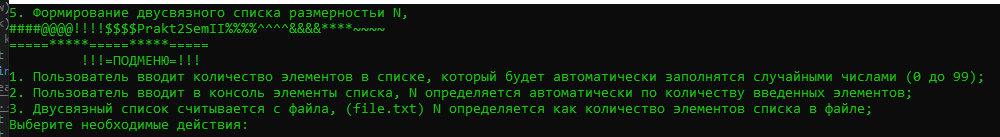 5. Формирование двусвязного списка размерностьи N,
####@@@@!!!!$$$$Prakt2SemII%%%%^^^^&&&&****~~~~
=====*****=====*****=====
!!!=ПОДМЕНЮ=!!!
1. Пользователь вводит количество элементов в списке, который будет автоматически заполнятся случайными числами (0 до 99);
2. Пользователь вводит в консоль элементы списка, N определяется автоматически по количеству введенных элементов;
3. Двусвязный список считывается с файла, (file.txt) N определяется как количество элементов списка в файле;
Выберите необходимые действия: